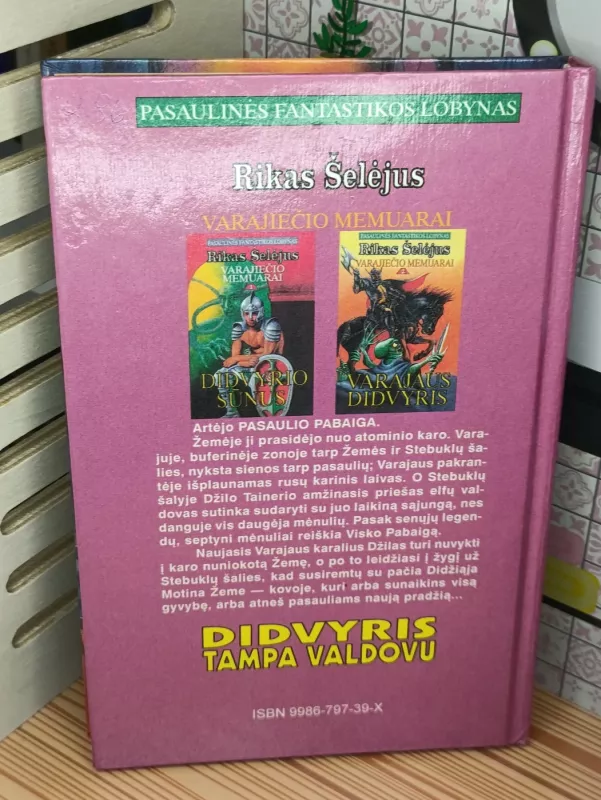 PASAULINĖS FANTASTIKOS LOBYNAS
Rikas Šelėjus
VARAJIEČIO MEMUARAI
PASAULINĖS FANTASTIKOS LOBYNAS
Rikas Šelėjus
VARAJIEČIO
MEMUARAI
DIDVYRIO
SŪNUS
PASAULINĖS FANTASTIKOS LOBYNAS
Rikas Šelėjus
VARAJIEČIO MEMUARAI
VARAJAUS
DIDVYRIS
Artėjo PASAULIO PABAIGA.
Žemėje ji prasidėjo nuo atominio karo. Vara-
juje, buferinėje zonoje tarp Žemės ir Stebuklų ša-
lies, nyksta sienos tarp pasaulių; Varajaus pakran-
tėje išplaunamas rusų karinis laivas. O Stebuklų
šalyje Džilo Tainerio amžinasis priešas elfų val-
dovas sutinka sudaryti su juo laikiną sąjungą, nes
danguje vis daugėja mėnulių. Pasak senųjų legen-
dų, septyni mėnuliai reiškia Visko Pabaigą.
Naujasis Varajaus karalius Džilas turi nuvykti
į karo nuniokotą Žemę, o po to leidžiasi į žygį už
Stebuklų šalies, kad susiremtų su pačia Didžiąja
Motina Žeme — kovoje, kuri arba sunaikins visą
gyvybę, arba atneš pasauliams naują pradžią...
DIDVYRIS
TAMPA VALDOVU
ISBN 9986-797-39-X